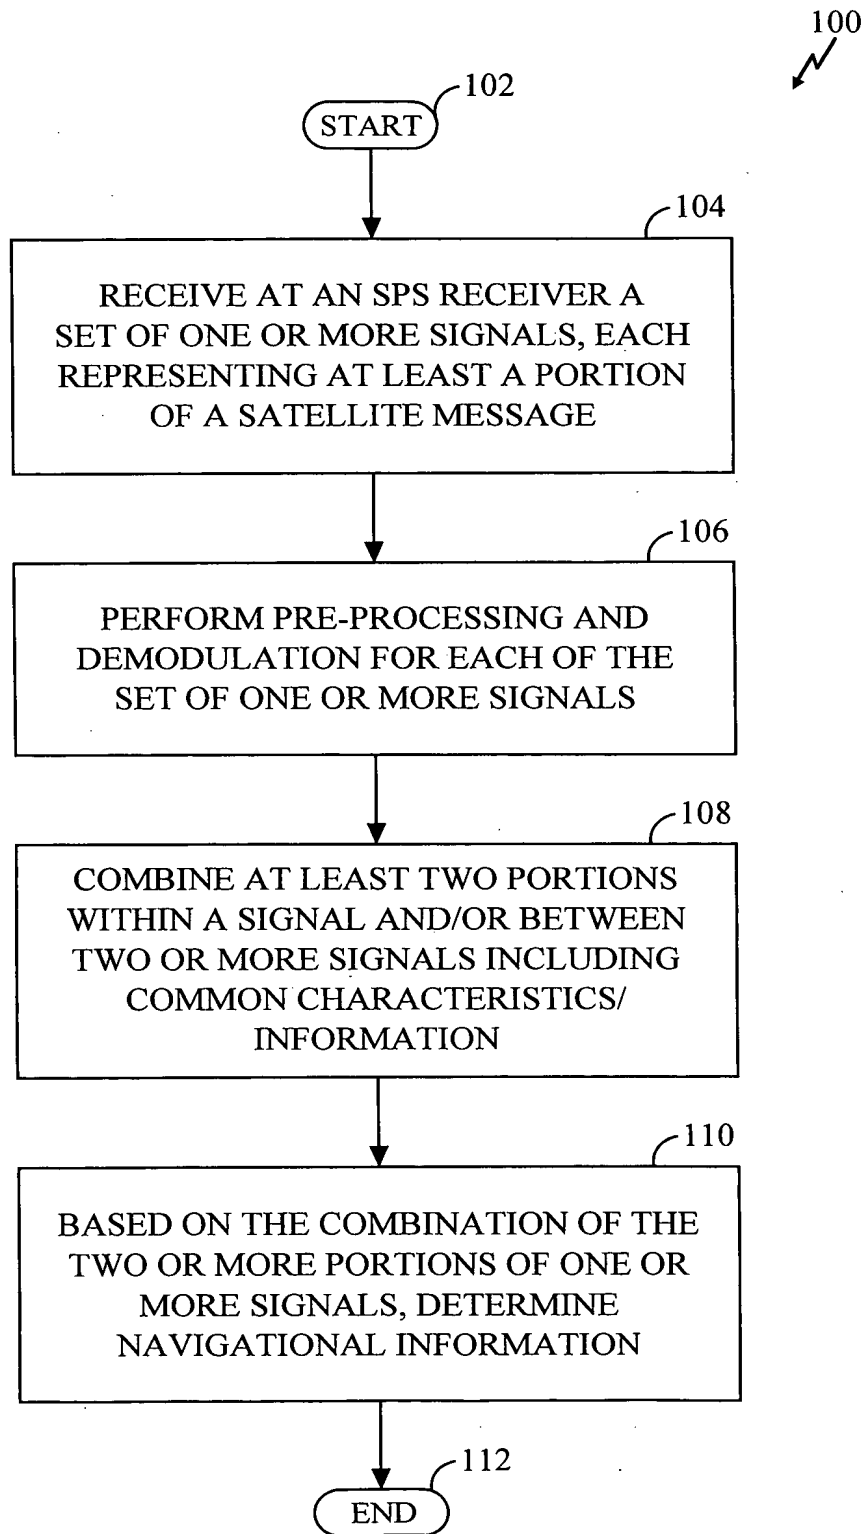 100
102
START
104
RECEIVE AT AN SPS RECEIVER A
SET OF ONE OR MORE SIGNALS, EACH
REPRESENTING AT LEAST A PORTION
OF A SATELLITE MESSAGE
106
PERFORM PRE-PROCESSING AND
DEMODULATION FOR EACH OF THE
SET OF ONE OR MORE SIGNALS
108
COMBINE AT LEAST TWO PORTIONS
WITHIN A SIGNAL AND/OR BETWEEN
TWO OR MORE SIGNALS INCLUDING
COMMON CHARACTERISTICS/
INFORMATION
110
BASED ON THE COMBINATION OF THE
TWO OR MORE PORTIONS OF ONE OR
MORE SIGNALS, DETERMINE
NAVIGATIONAL INFORMATION
112
END